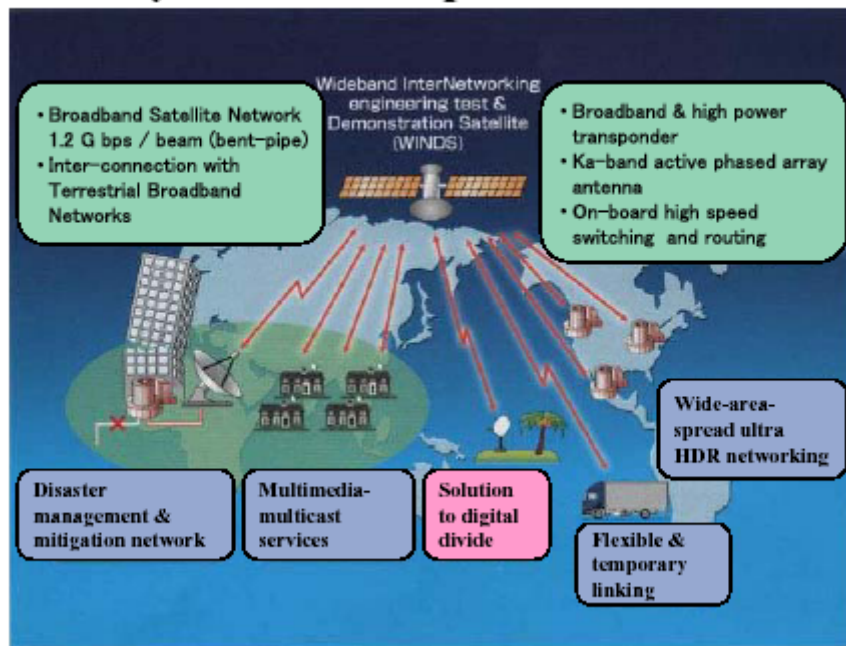 Wideband InterNetworking
engineering test &
Demonstration Satellite
(WINDS)
• Broadband Satellite Network
1.2 G bps / beam (bent-pipe)
• Inter-connection with
Terrestrial Broadband
Networks
• Broadband & high power
transponder
• Ka-band active phased array
antenna
• On-board high speed
switching and routing
Wide-area-
spread ultra
HDR networking
Disaster
management &
mitigation network
Multimedia-
multicast
services
Solution
to digital
divide
Flexible &
temporary
linking